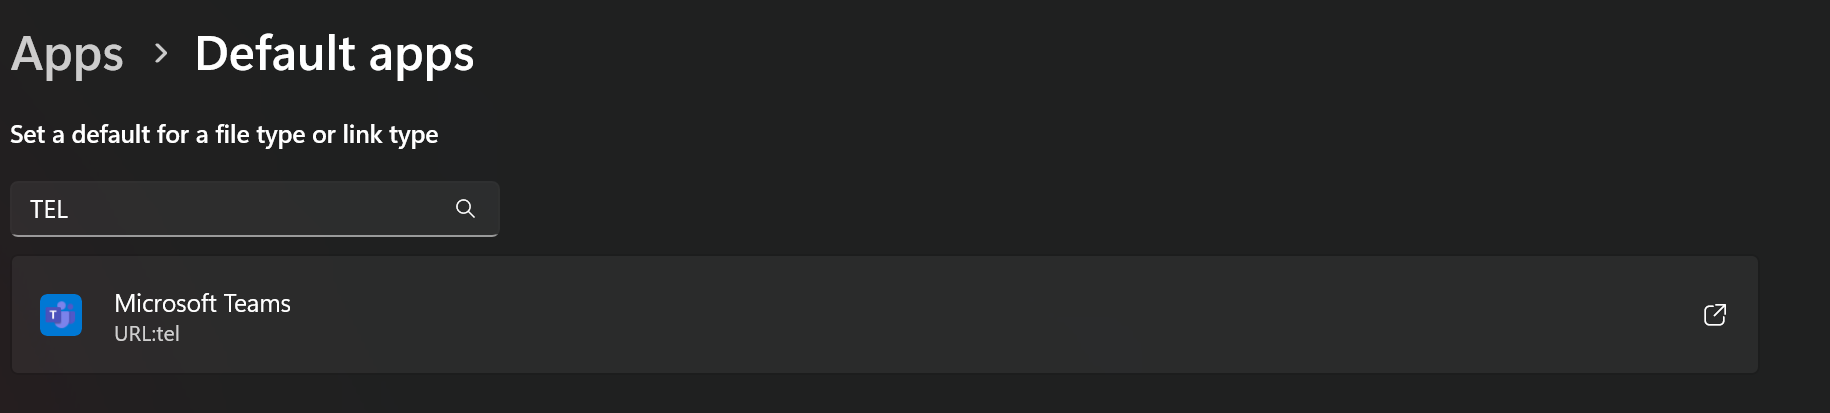 Apps > Default apps
Set a default for a file type or link type
TEL
Microsoft Teams
URL:tel